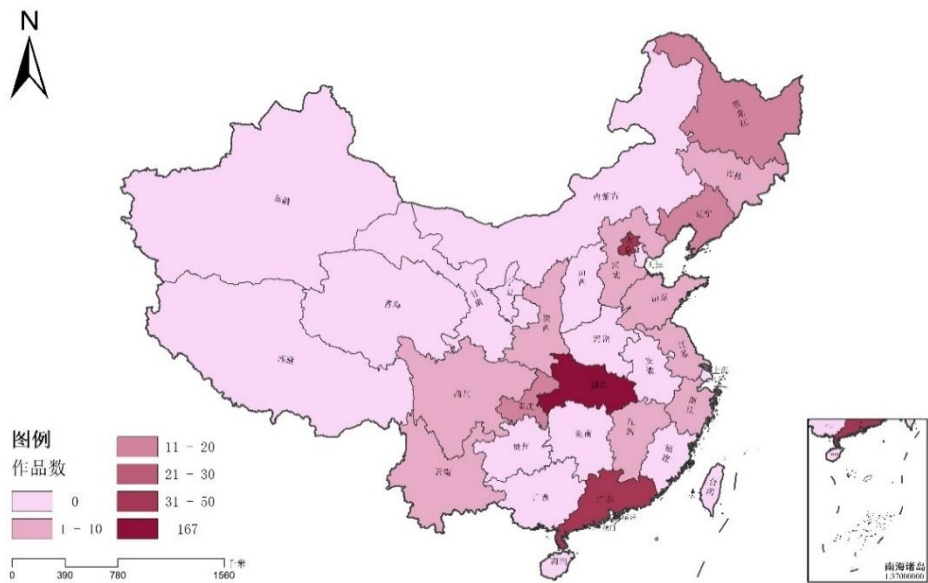 N
黑龙江
吉林
辽宁
内蒙古
新疆
北京
天津
河北
山西
山东
甘肃
宁夏
青海
陕西
河南
江苏
安徽
上海
西藏
四川
重庆
湖北
浙江
江西
湖南
贵州
福建
云南
广西
广东
台湾
海南
图例
作品数
0
1 - 10
11 - 20
21 - 30
31 - 50
167
千米
0 390 780 1560
南海诸岛
1:37000000